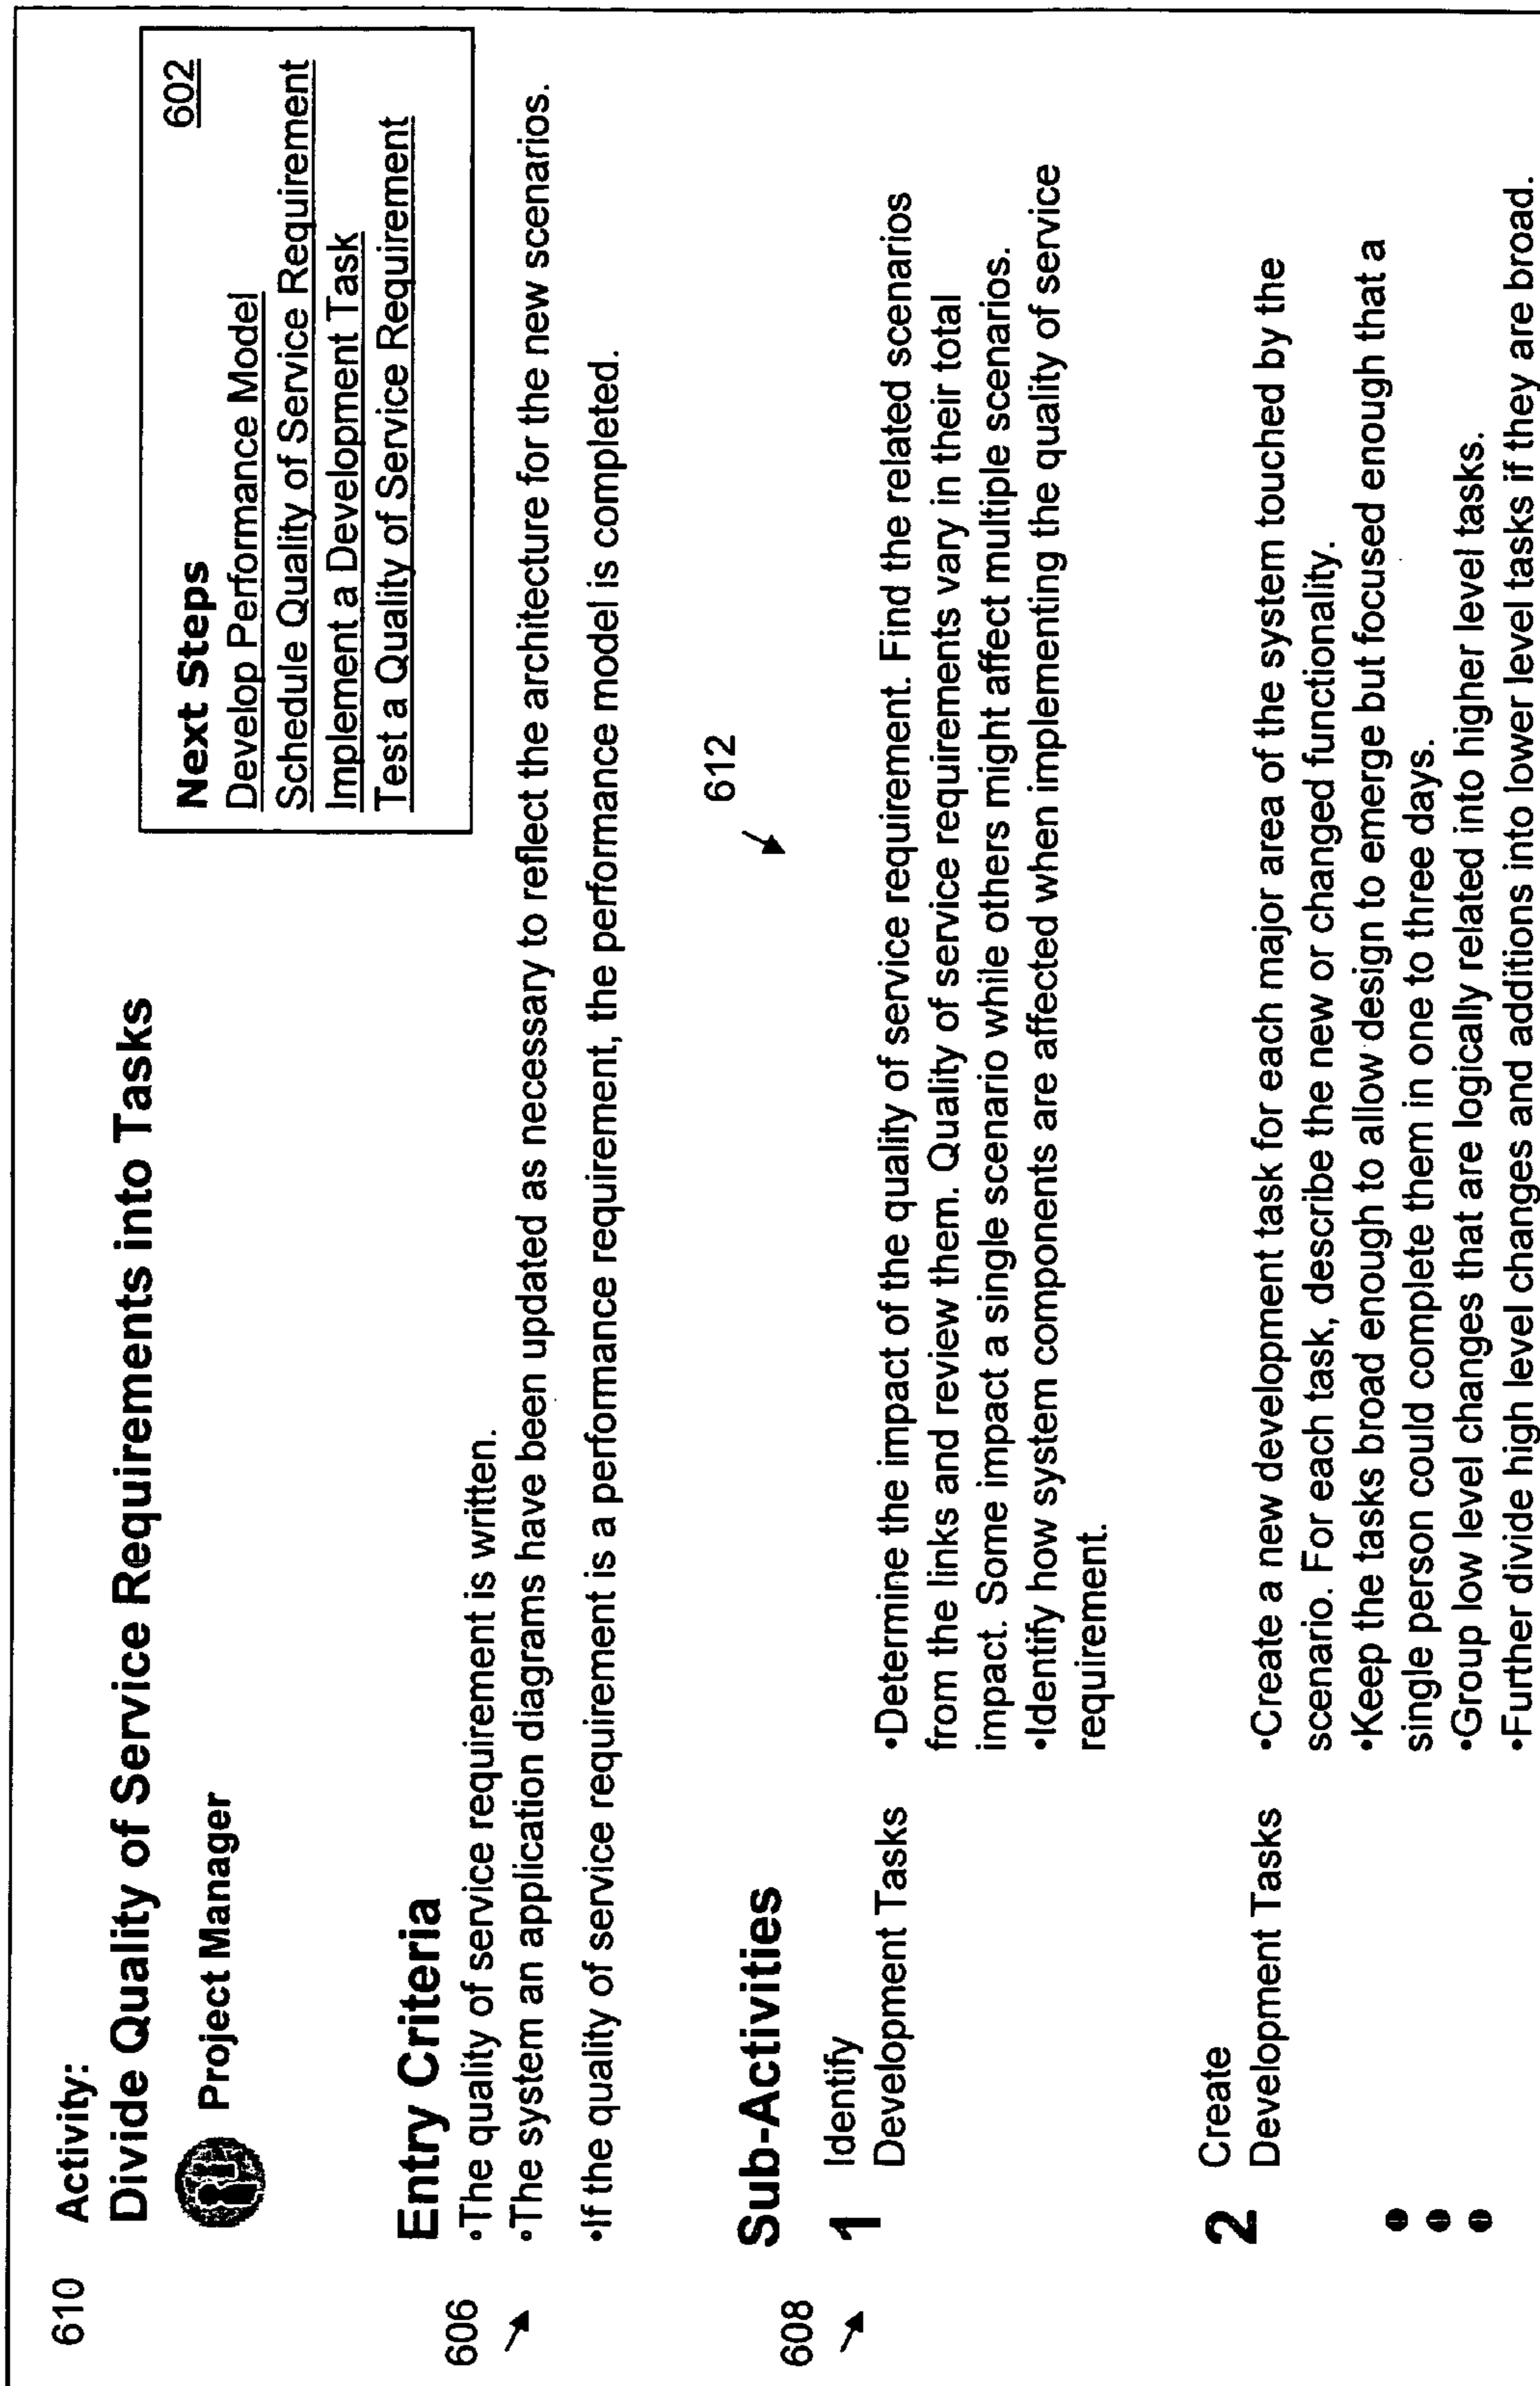 610 Activity:
Divide Quality of Service Requirements into Tasks
Project Manager
Next Steps 602
Develop Performance Model
Schedule Quality of Service Requirement
Implement a Development Task
Test a Quality of Service Requirement
606
Entry Criteria
•The quality of service requirement is written.
•The system an application diagrams have been updated as necessary to reflect the architecture for the new scenarios.
•If the quality of service requirement is a performance requirement, the performance model is completed.
608
Sub-Activities
612
1 Identify
Development Tasks
•Determine the impact of the quality of service requirement. Find the related scenarios
from the links and review them. Quality of service requirements vary in their total
impact. Some impact a single scenario while others might affect multiple scenarios.
•Identify how system components are affected when implementing the quality of service
requirement.
2 Create
Development Tasks
•Create a new development task for each major area of the system touched by the
scenario. For each task, describe the new or changed functionality.
•Keep the tasks broad enough to allow design to emerge but focused enough that a
single person could complete them in one to three days.
•Group low level changes that are logically related into higher level tasks.
•Further divide high level changes and additions into lower level tasks if they are broad.